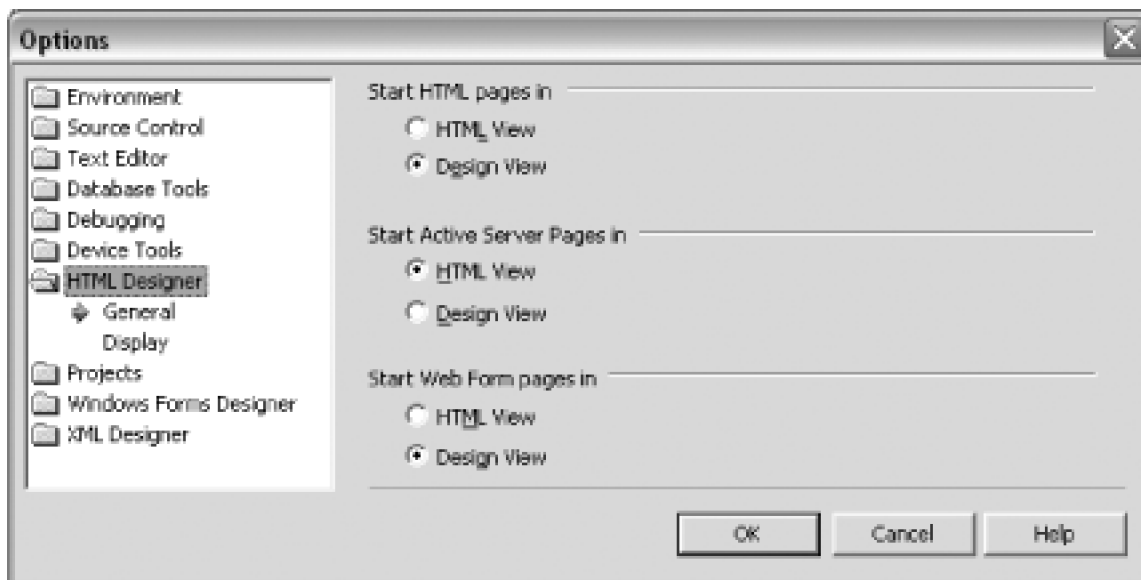 Options
Environment
Source Control
Text Editor
Database Tools
Debugging
Device Tools
HTML Designer
General
Display
Projects
Windows Forms Designer
XML Designer
Start HTML pages in
HTML View
Design View
Start Active Server Pages in
HTML View
Design View
Start Web Form pages in
HTML View
Design View
OK
Cancel
Help